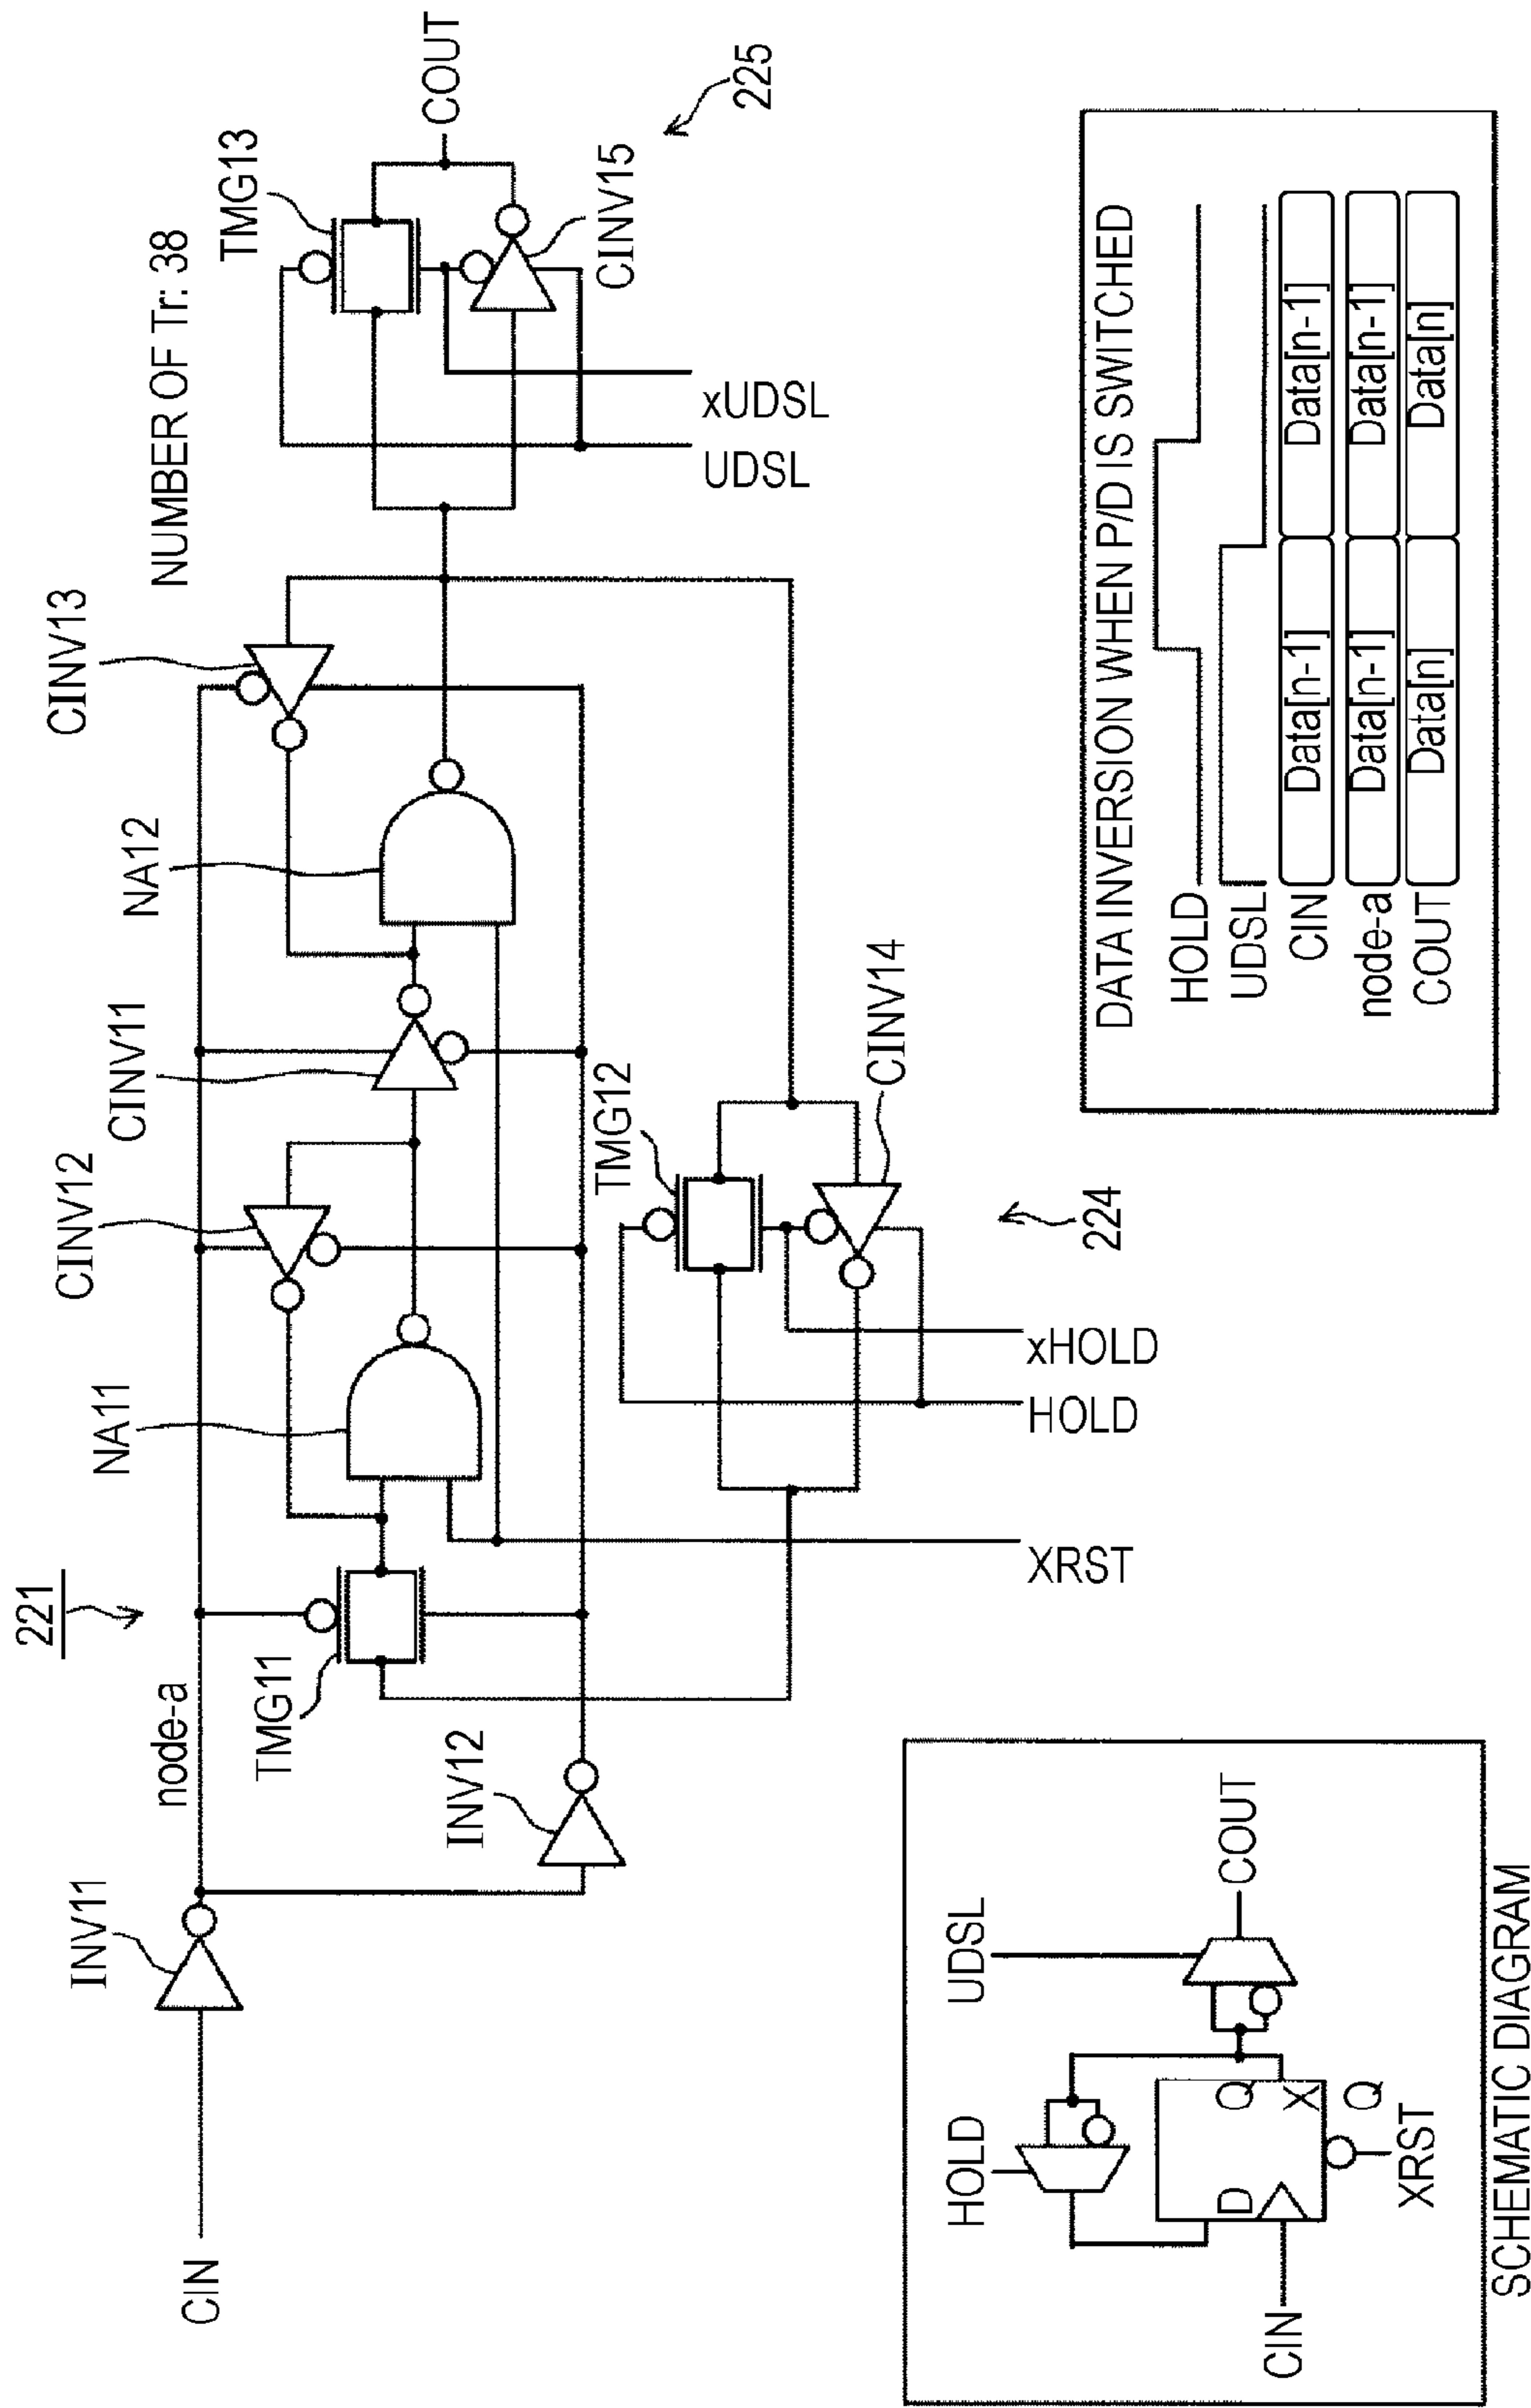 NUMBER OF Tr: 38
221
225
224
CIN
INV11
node-a
INV12
TMG11
NA11
CINV12
CINV11
NA12
CINV13
TMG13
CINV15
COUT
xUDSL
UDSL
TMG12
CINV14
xHOLD
HOLD
XRST
HOLD
UDSL
COUT
D
Q
X
Q
CIN
XRST
SCHEMATIC DIAGRAM
DATA INVERSION WHEN P/D IS SWITCHED
HOLD
UDSL
CIN Data[n-1] Data[n-1]
node-a Data[n-1] Data[n-1]
COUT Data[n] Data[n]